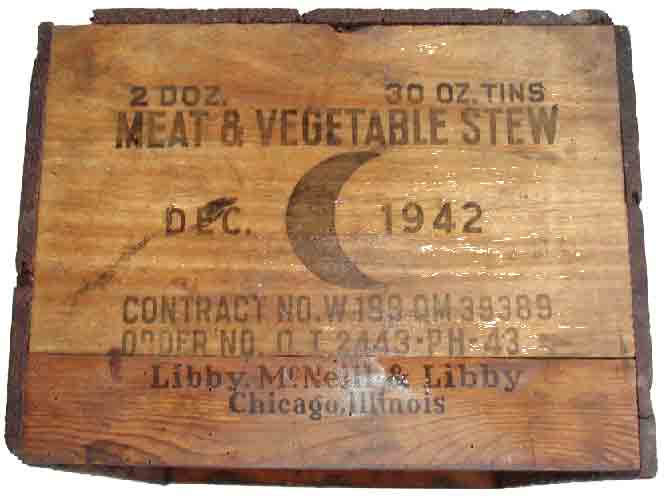 2 DOZ. 30 OZ. TINS
MEAT & VEGETABLE STEW
DEC. 1942
CONTRACT NO. W 199 QM 39389
ORDER NO. O.I. 2443-PH-43
Libby, McNeill & Libby
Chicago, Illinois